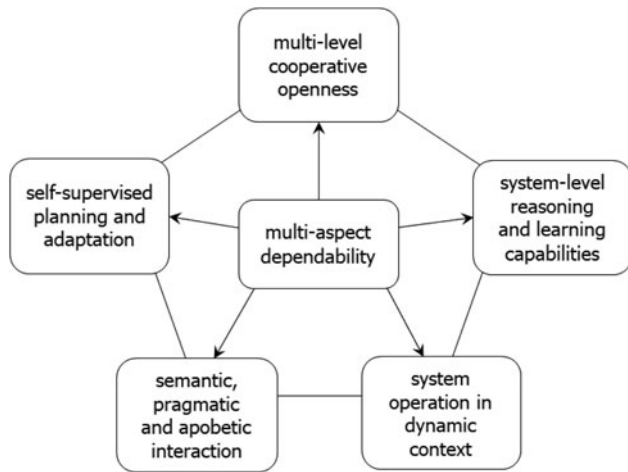 multi-level
cooperative
openness
self-supervised
planning and
adaptation
multi-aspect
dependability
system-level
reasoning
and learning
capabilities
semantic,
pragmatic
and apobetic
interaction
system
operation in
dynamic
context